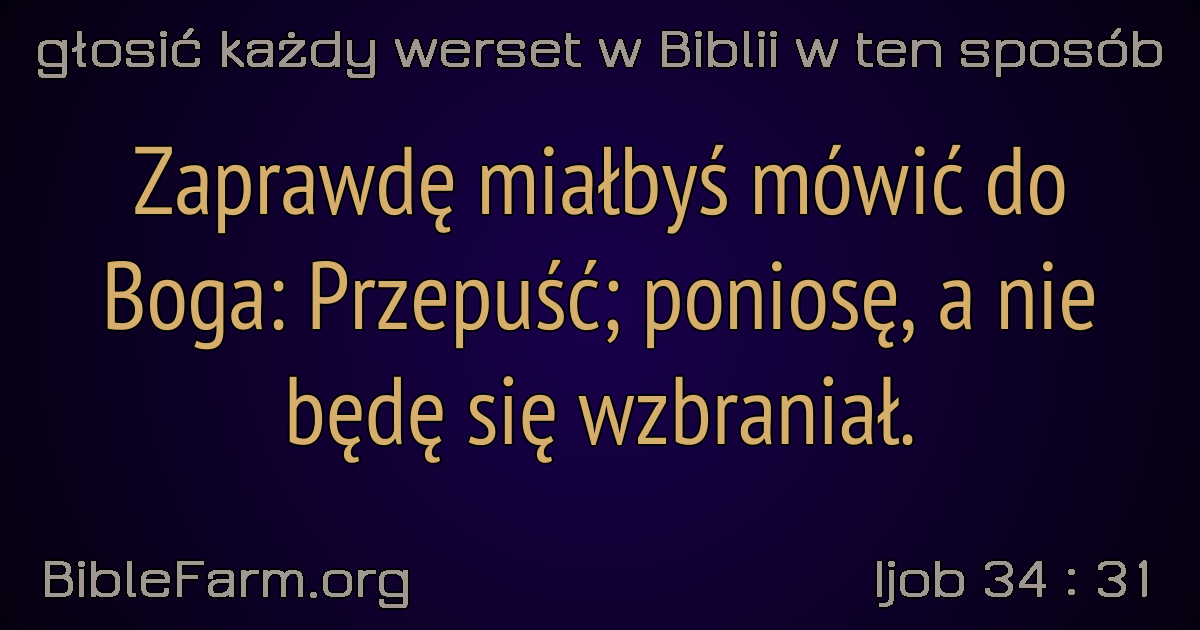 głosić każdy werset w Biblii w ten sposób
Zaprawdę miałbyś mówić do
Boga: Przepuść; poniosę, a nie
będę się wzbraniał.
BibleFarm.org
Ijob 34 : 31